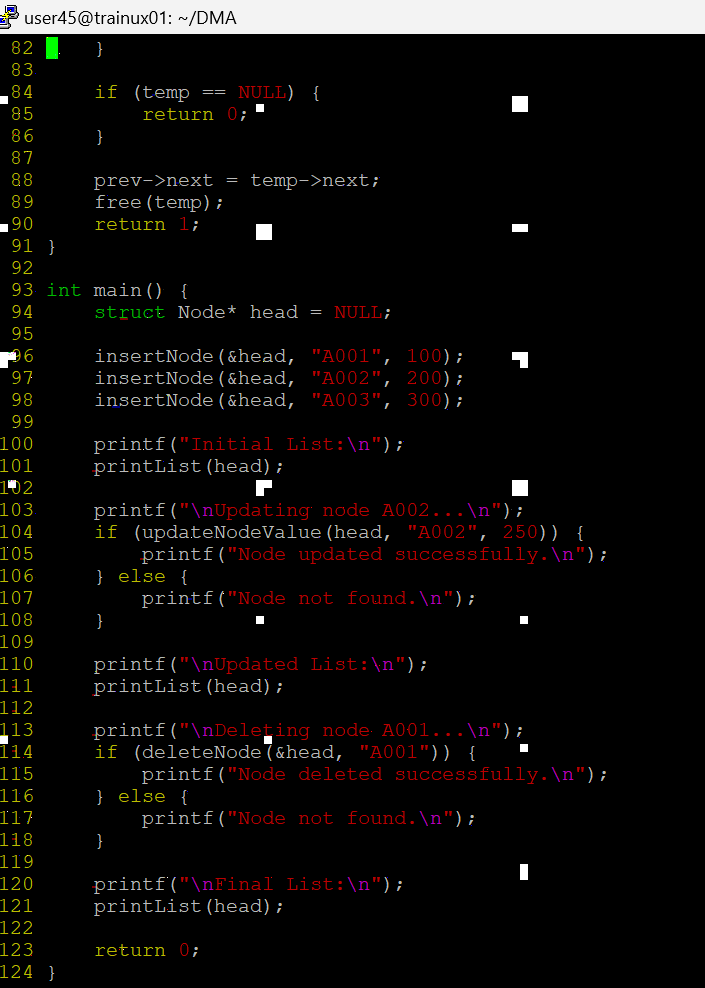 user45@trainux01: ~/DMA
82     }
83
84     if (temp == NULL) {
85         return 0;
86     }
87
88     prev->next = temp->next;
89     free(temp);
90     return 1;
91 }
92
93 int main() {
94     struct Node* head = NULL;
95
96     insertNode(&head, "A001", 100);
97     insertNode(&head, "A002", 200);
98     insertNode(&head, "A003", 300);
99
100     printf("Initial List:\n");
101     printList(head);
102
103     printf("\nUpdating node A002...\n");
104     if (updateNodeValue(head, "A002", 250)) {
105         printf("Node updated successfully.\n");
106     } else {
107         printf("Node not found.\n");
108     }
109
110     printf("\nUpdated List:\n");
111     printList(head);
112
113     printf("\nDeleting node A001...\n");
114     if (deleteNode(&head, "A001")) {
115         printf("Node deleted successfully.\n");
116     } else {
117         printf("Node not found.\n");
118     }
119
120     printf("\nFinal List:\n");
121     printList(head);
122
123     return 0;
124 }